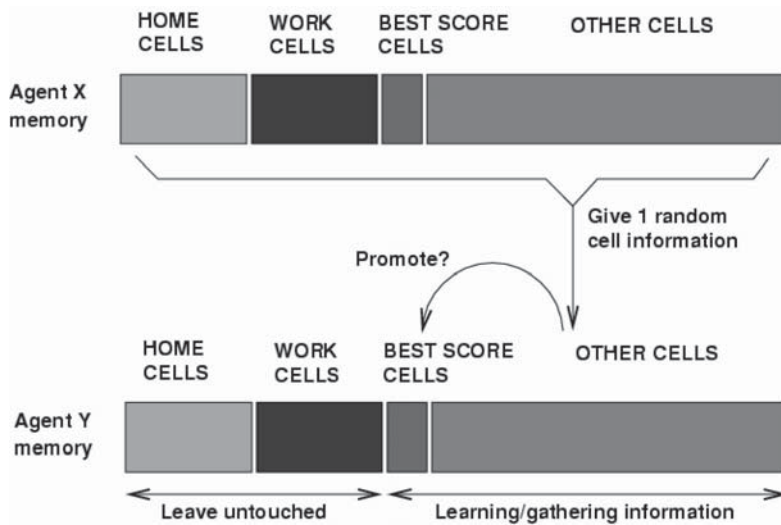 HOME
CELLS
WORK
CELLS
BEST SCORE
CELLS
OTHER CELLS
Agent X
memory
Give 1 random
cell information
Promote?
HOME
CELLS
WORK
CELLS
BEST SCORE
CELLS
OTHER CELLS
Agent Y
memory
Leave untouched
Learning/gathering information